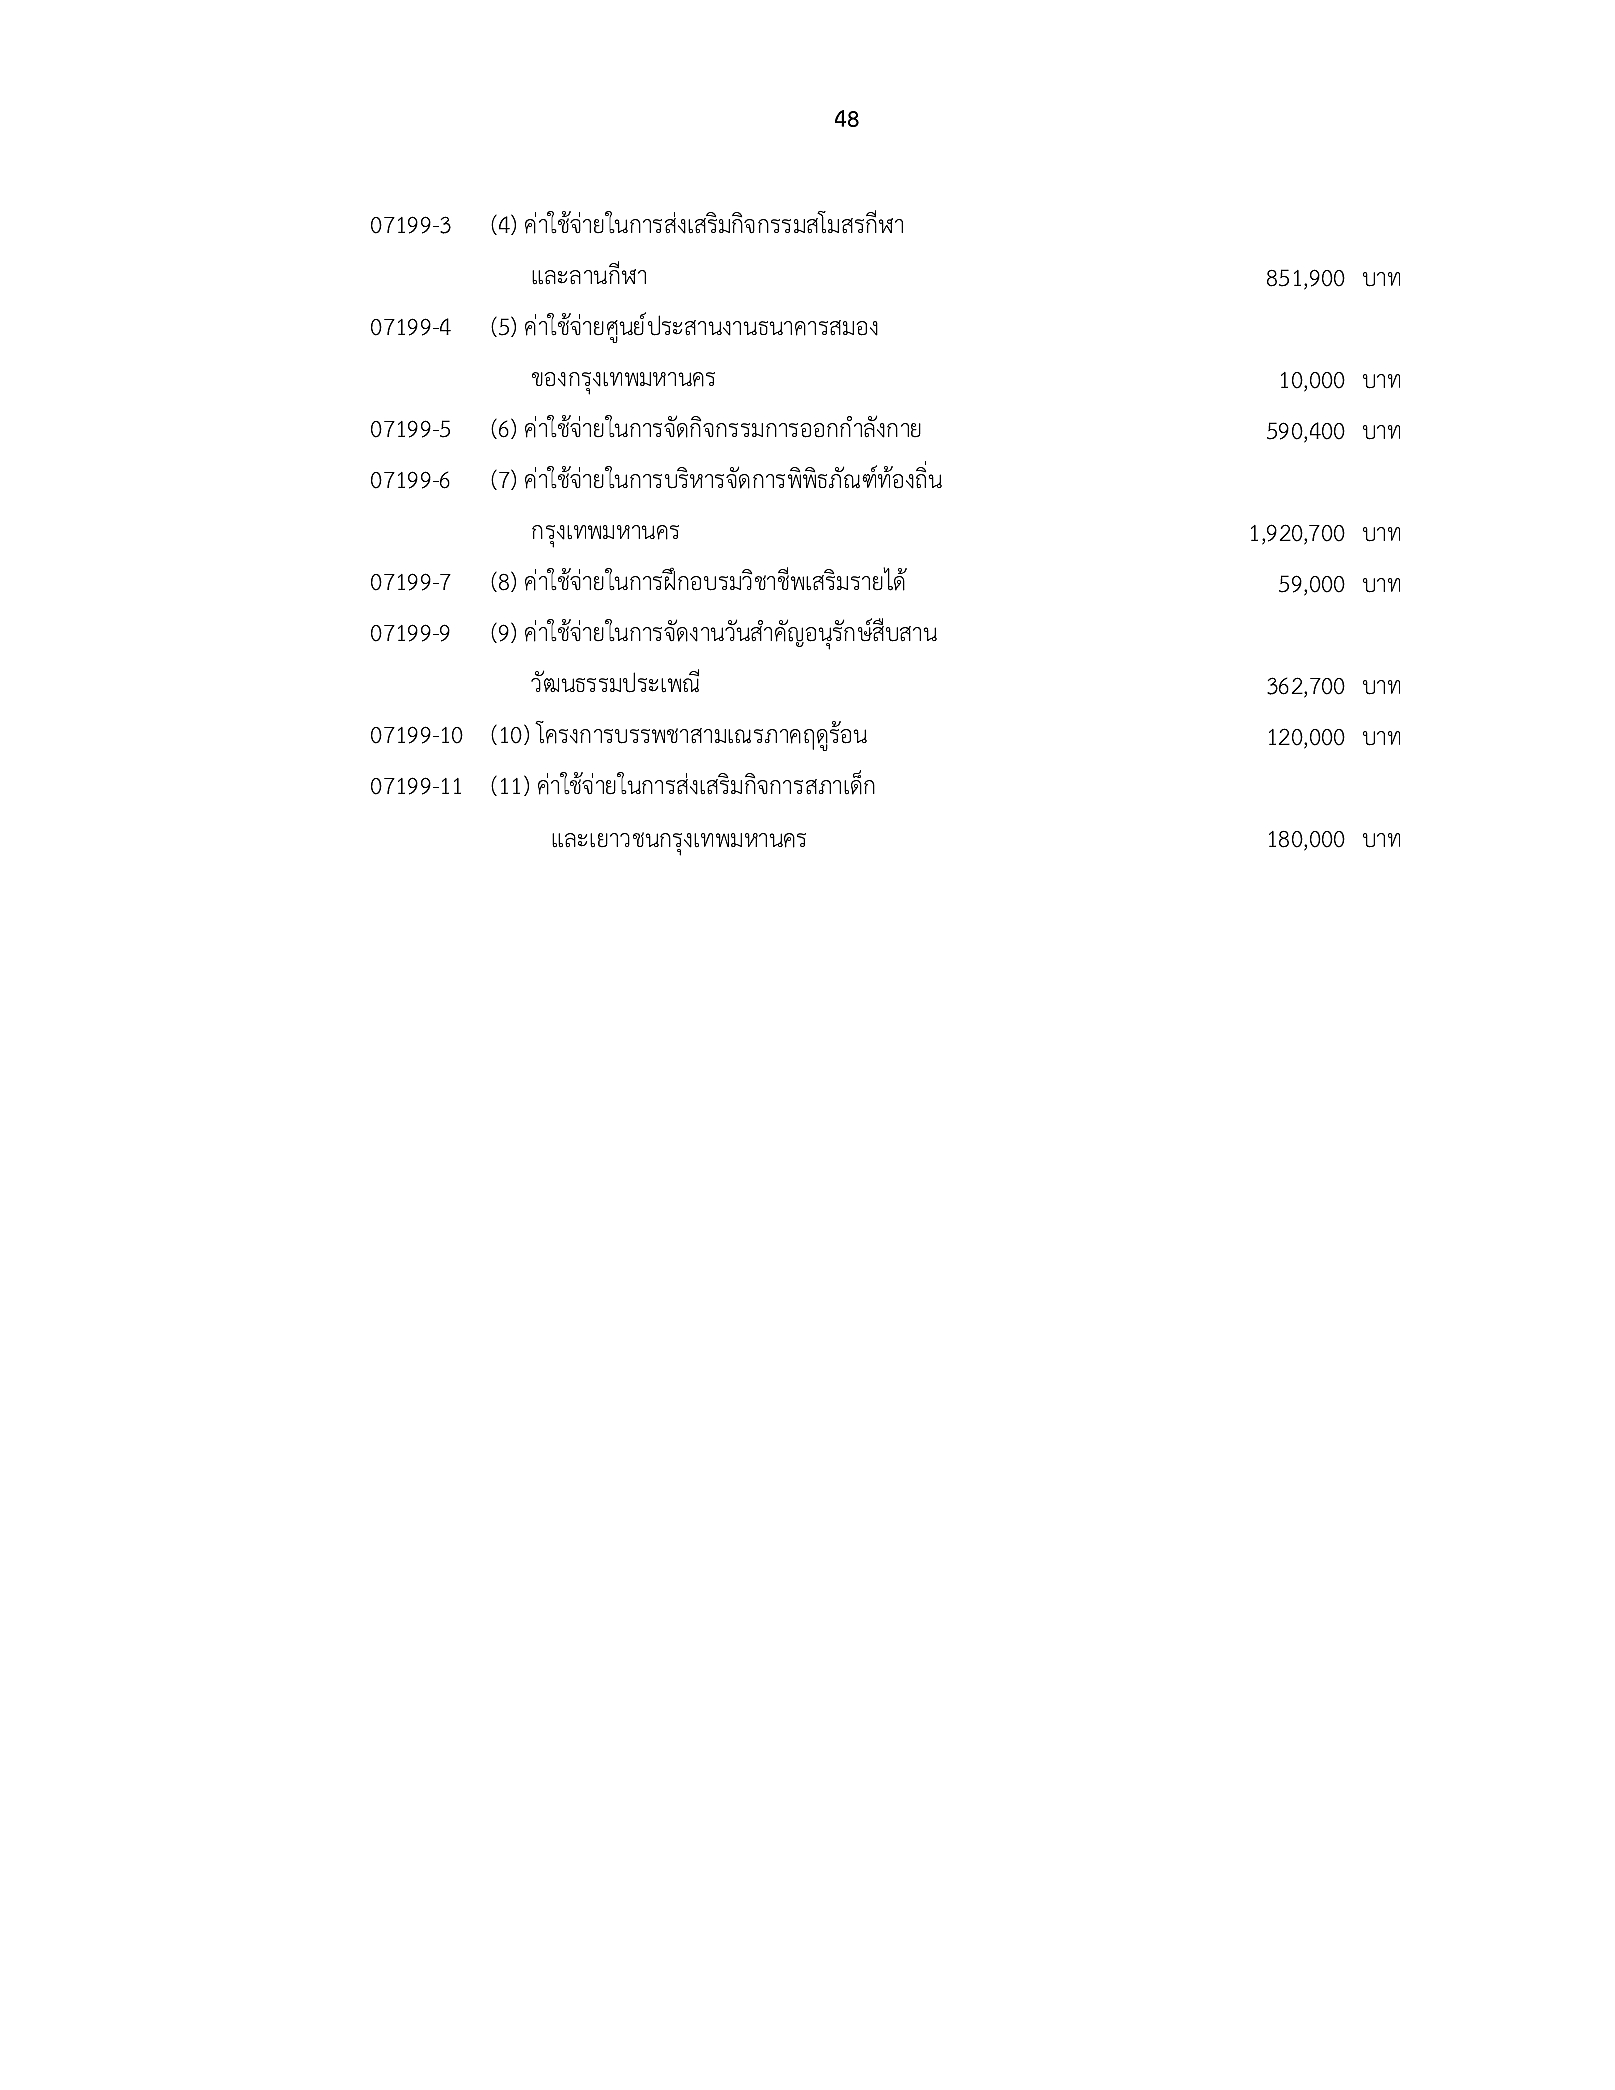 48
07199-3 (4) ค่าใช้จ่ายในการส่งเสริมกิจกรรมสโมสรกีฬา
และลานกีฬา 851,900 บาท
07199-4 (5) ค่าใช้จ่ายศูนย์ประสานงานธนาคารสมอง
ของกรุงเทพมหานคร 10,000 บาท
07199-5 (6) ค่าใช้จ่ายในการจัดกิจกรรมการออกกำลังกาย 590,400 บาท
07199-6 (7) ค่าใช้จ่ายในการบริหารจัดการพิพิธภัณฑ์ท้องถิ่น
กรุงเทพมหานคร 1,920,700 บาท
07199-7 (8) ค่าใช้จ่ายในการฝึกอบรมวิชาชีพเสริมรายได้ 59,000 บาท
07199-9 (9) ค่าใช้จ่ายในการจัดงานวันสำคัญอนุรักษ์สืบสาน
วัฒนธรรมประเพณี 362,700 บาท
07199-10 (10) โครงการบรรพชาสามเณรภาคฤดูร้อน 120,000 บาท
07199-11 (11) ค่าใช้จ่ายในการส่งเสริมกิจการสภาเด็ก
และเยาวชนกรุงเทพมหานคร 180,000 บาท